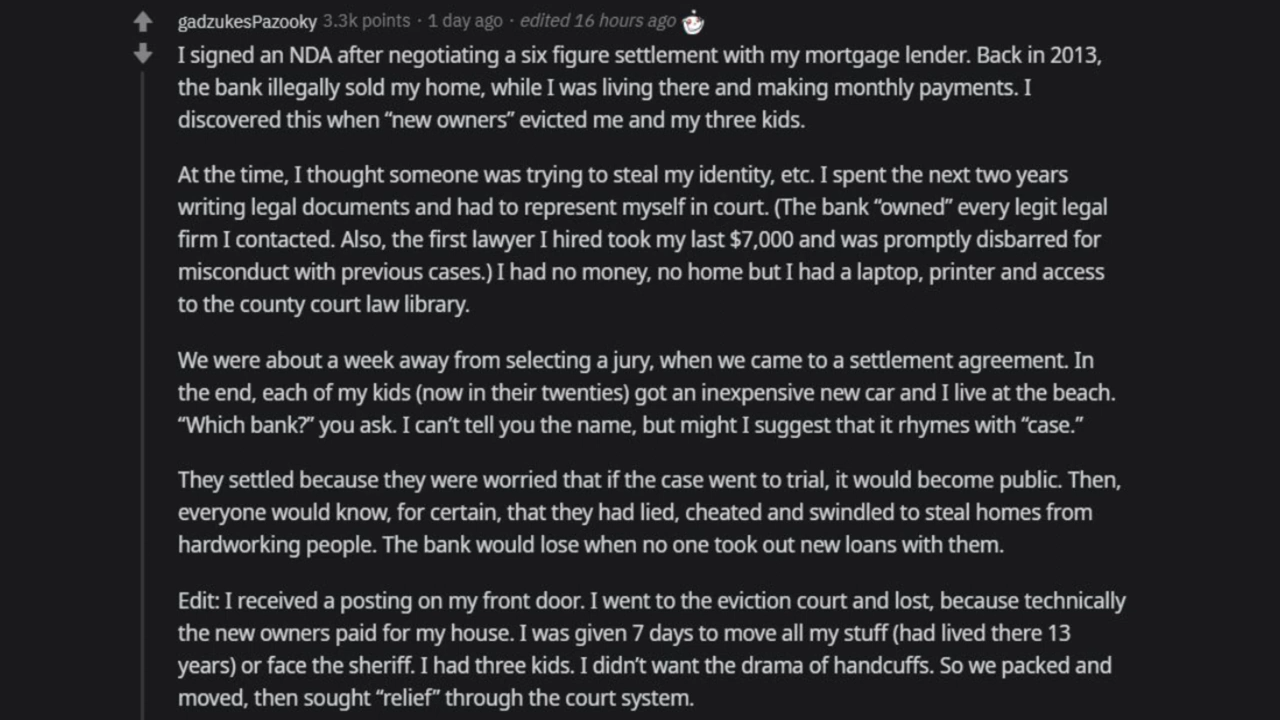 gadzukesPazooky 3.3k points · 1 day ago · edited 16 hours ago
I signed an NDA after negotiating a six figure settlement with my mortgage lender. Back in 2013,
the bank illegally sold my home, while I was living there and making monthly payments. I
discovered this when “new owners” evicted me and my three kids.
At the time, I thought someone was trying to steal my identity, etc. I spent the next two years
writing legal documents and had to represent myself in court. (The bank “owned” every legit legal
firm I contacted. Also, the first lawyer I hired took my last $7,000 and was promptly disbarred for
misconduct with previous cases.) I had no money, no home but I had a laptop, printer and access
to the county court law library.
We were about a week away from selecting a jury, when we came to a settlement agreement. In
the end, each of my kids (now in their twenties) got an inexpensive new car and I live at the beach.
“Which bank?” you ask. I can’t tell you the name, but might I suggest that it rhymes with “case.”
They settled because they were worried that if the case went to trial, it would become public. Then,
everyone would know, for certain, that they had lied, cheated and swindled to steal homes from
hardworking people. The bank would lose when no one took out new loans with them.
Edit: I received a posting on my front door. I went to the eviction court and lost, because technically
the new owners paid for my house. I was given 7 days to move all my stuff (had lived there 13
years) or face the sheriff. I had three kids. I didn’t want the drama of handcuffs. So we packed and
moved, then sought “relief” through the court system.